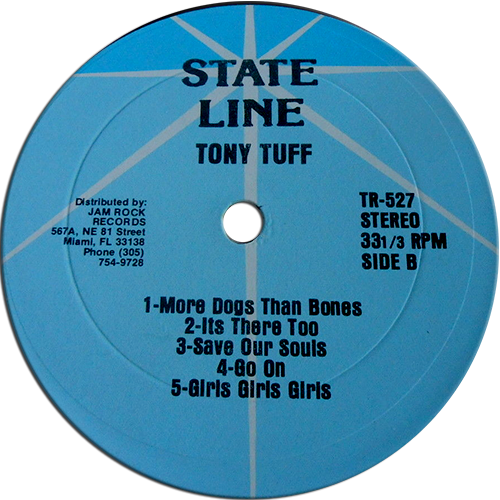 STATE
LINE
TONY TUFF
Distributed by:
JAM ROCK
RECORDS
567A, NE 81 Street
Miami, FL 33138
Phone (305)
754-9728
TR-527
STEREO
33 1/3 RPM
SIDE B
1-More Dogs Than Bones
2-Its There Too
3-Save Our Souls
4-Go On
5-Girls Girls Girls